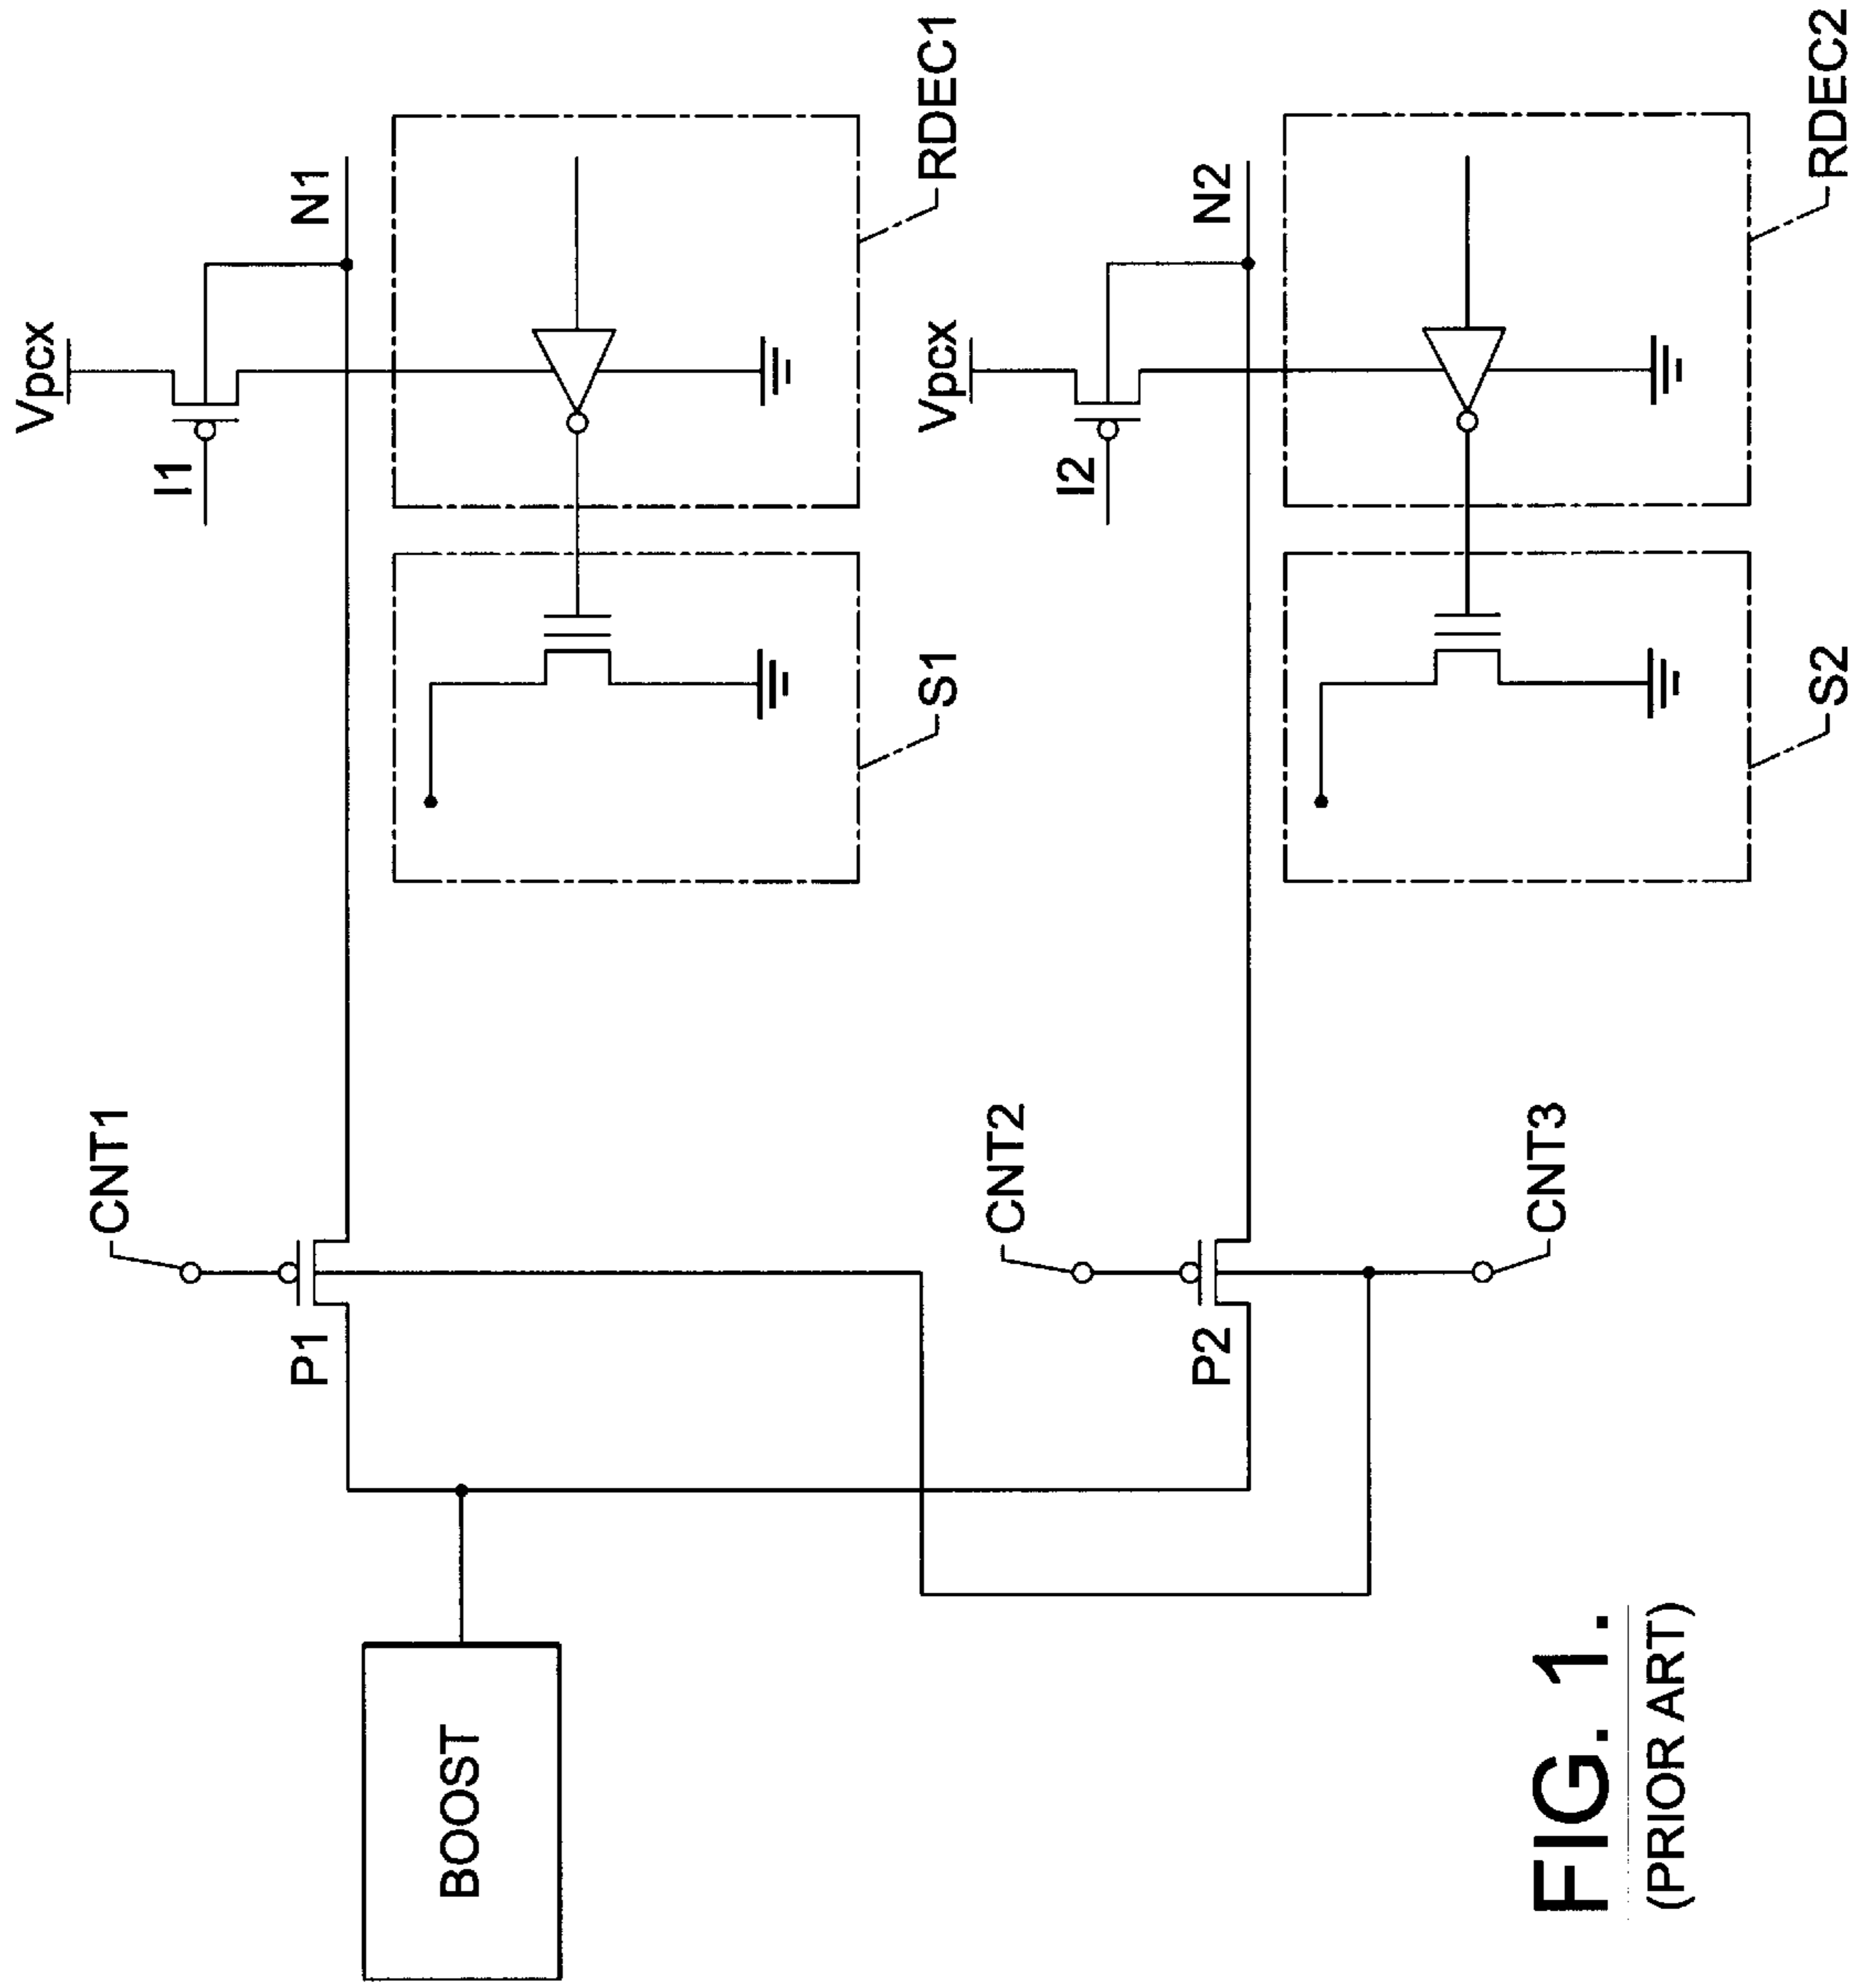 Vpcx
I1
N1
RDEC1
S1
CNT1
P1
BOOST
Vpcx
I2
N2
RDEC2
S2
CNT2
P2
CNT3
FIG. 1.
(PRIOR ART)